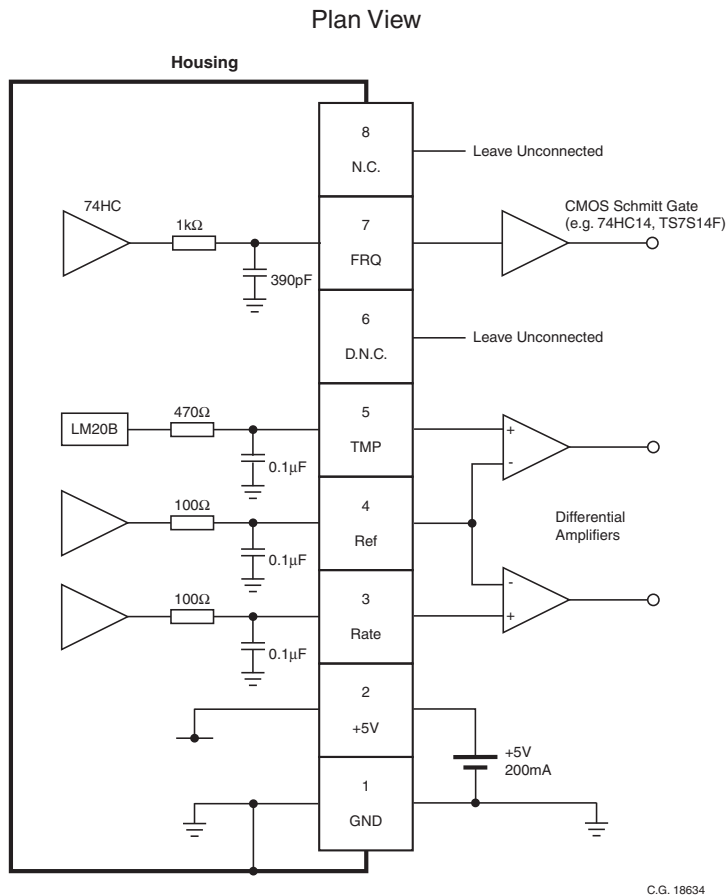 Plan View
Housing
8
N.C.
Leave Unconnected
74HC
1kΩ
390pF
7
FRQ
CMOS Schmitt Gate
(e.g. 74HC14, TS7S14F)
6
D.N.C.
Leave Unconnected
LM20B
470Ω
0.1µF
5
TMP
+
-
100Ω
0.1µF
4
Ref
Differential
Amplifiers
100Ω
0.1µF
3
Rate
-
+
2
+5V
+5V
200mA
1
GND
C.G. 18634